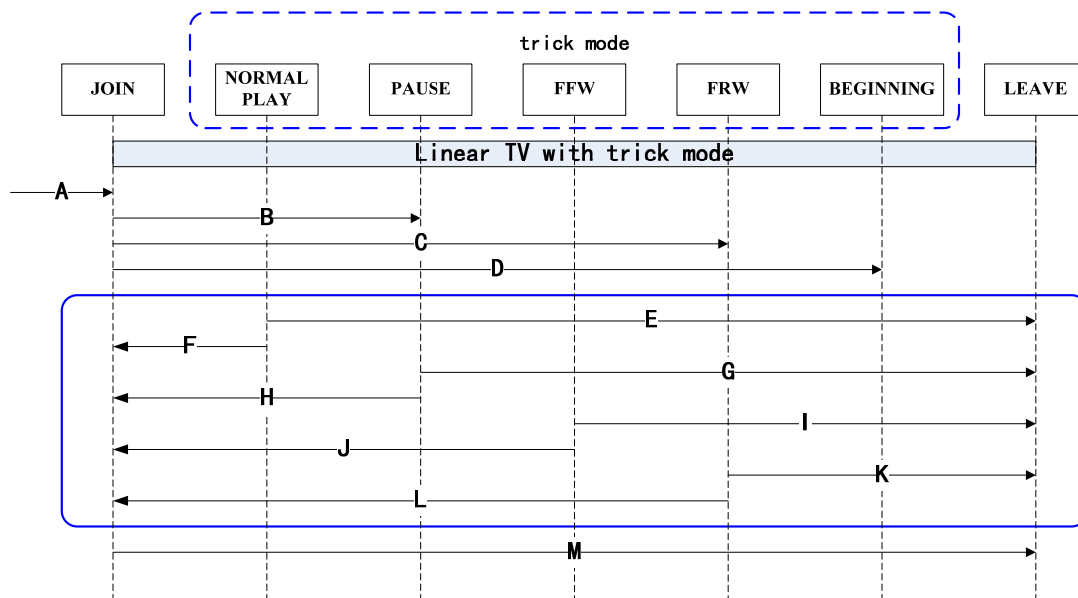 trick mode
JOIN
NORMAL
PLAY
PAUSE
FFW
FRW
BEGINNING
LEAVE
Linear TV with trick mode
A
B
C
D
E
F
G
H
I
J
K
L
M